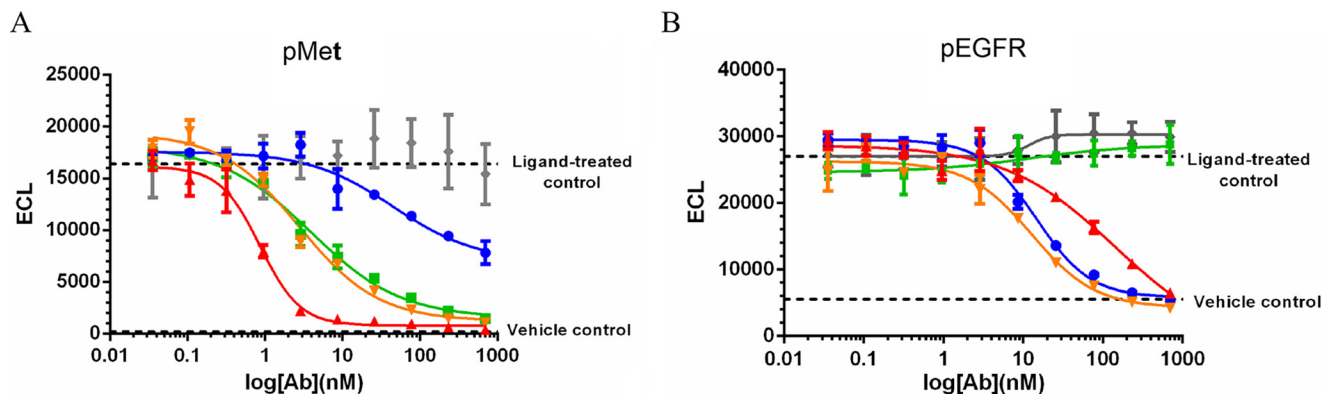 A
pMet
25000
20000
15000
10000
5000
0
ECL
0.01 0.1 1 10 100 1000
log[Ab](nM)
Ligand-treated
control
Vehicle control
B
pEGFR
40000
30000
20000
10000
0
ECL
0.01 0.1 1 10 100 1000
log[Ab](nM)
Ligand-treated
control
Vehicle control